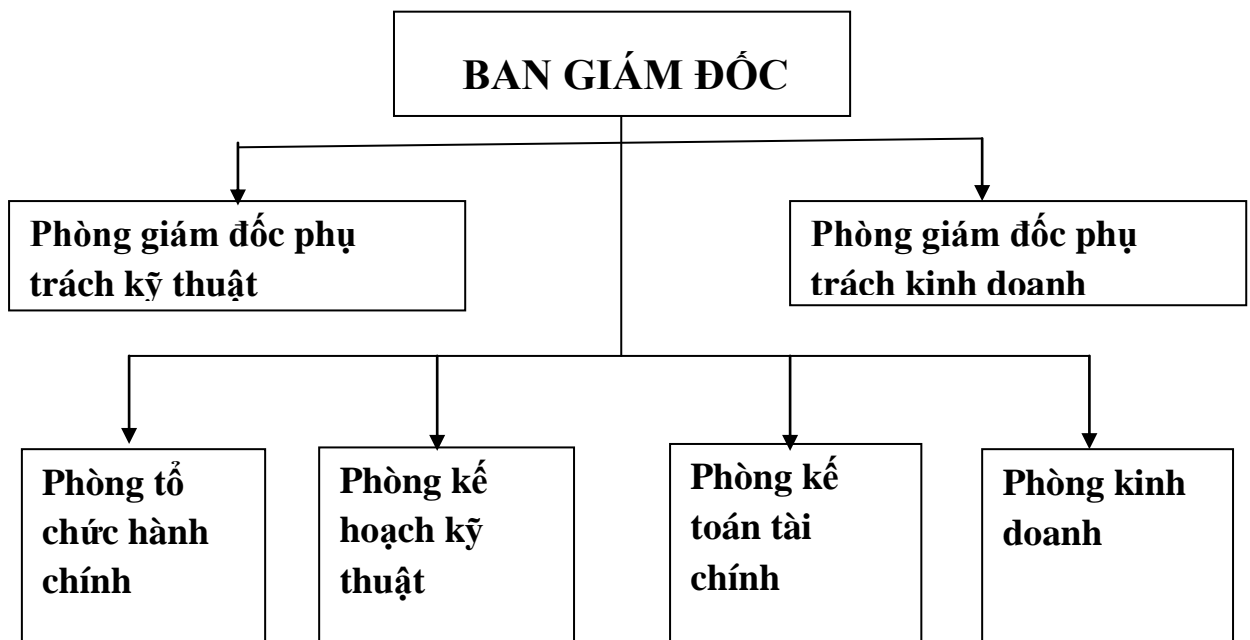 BAN GIÁM ĐỐC
Phòng giám đốc phụ
trách kỹ thuật
Phòng giám đốc phụ
trách kinh doanh
Phòng tổ
chức hành
chính
Phòng kế
hoạch kỹ
thuật
Phòng kế
toán tài
chính
Phòng kinh
doanh